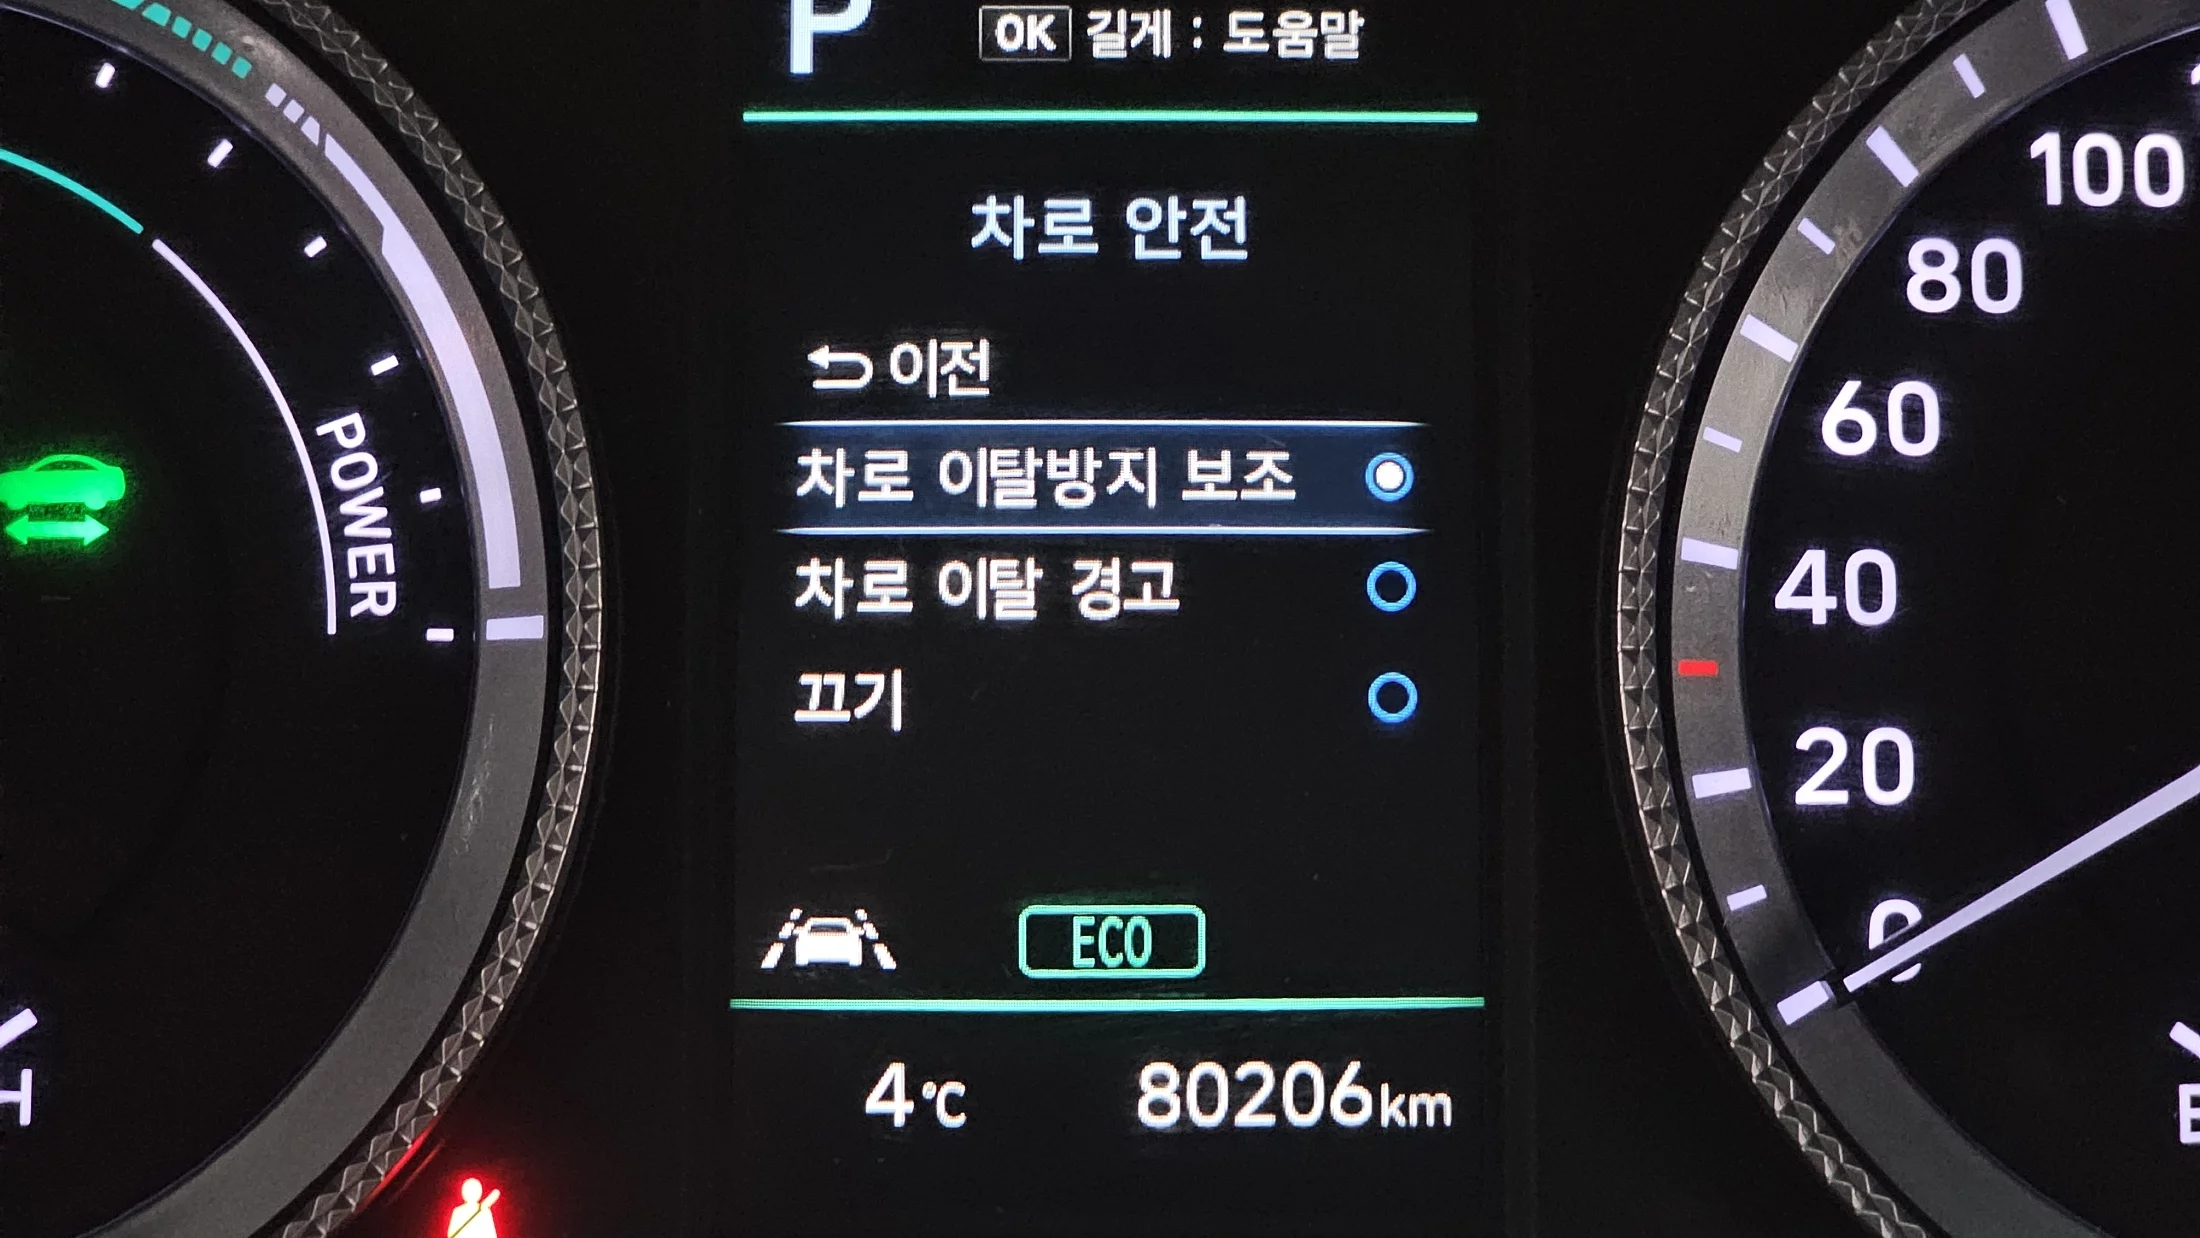 P
OK 길게 : 도움말
차로 안전
이전
차로 이탈방지 보조
차로 이탈 경고
끄기
ECO
4℃ 80206km
POWER
100
80
60
40
20
0